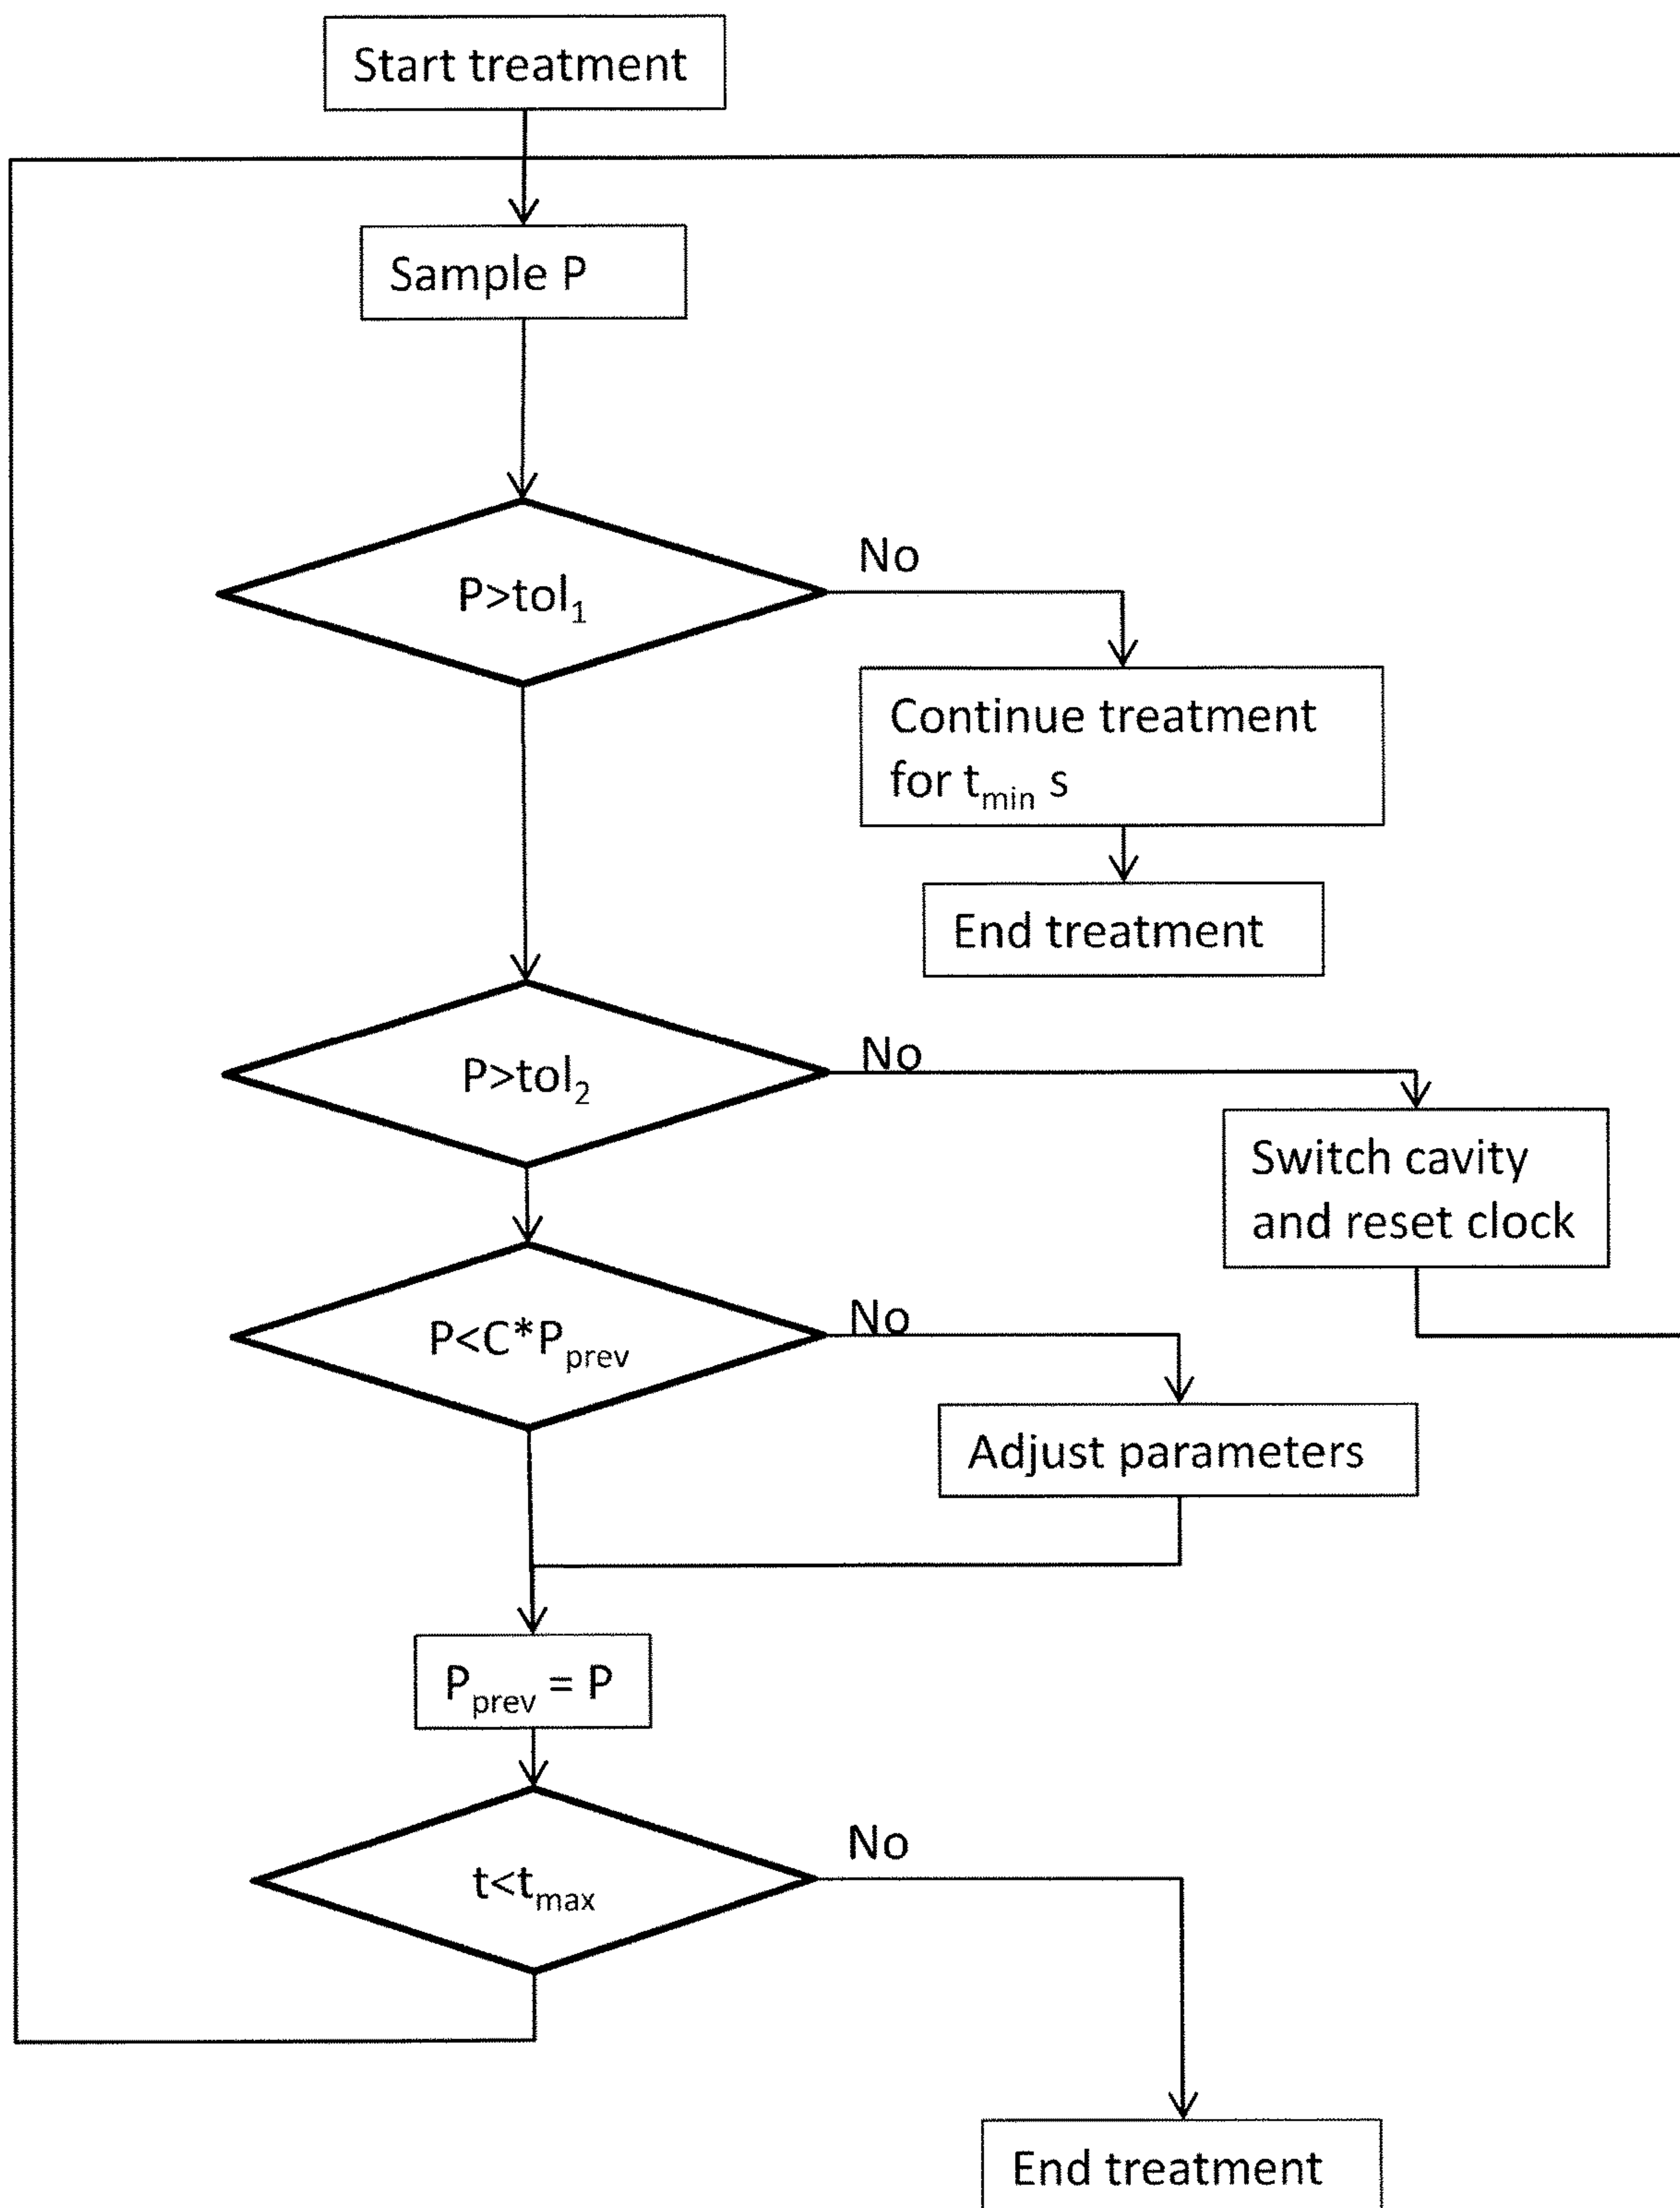 Start treatment
Sample P
P>tol₁
No
Continue treatment
for tₘᵢₙ s
End treatment
P>tol₂
No
Switch cavity
and reset clock
P<C*Pprev
No
Adjust parameters
Pprev = P
t<tmax
No
End treatment